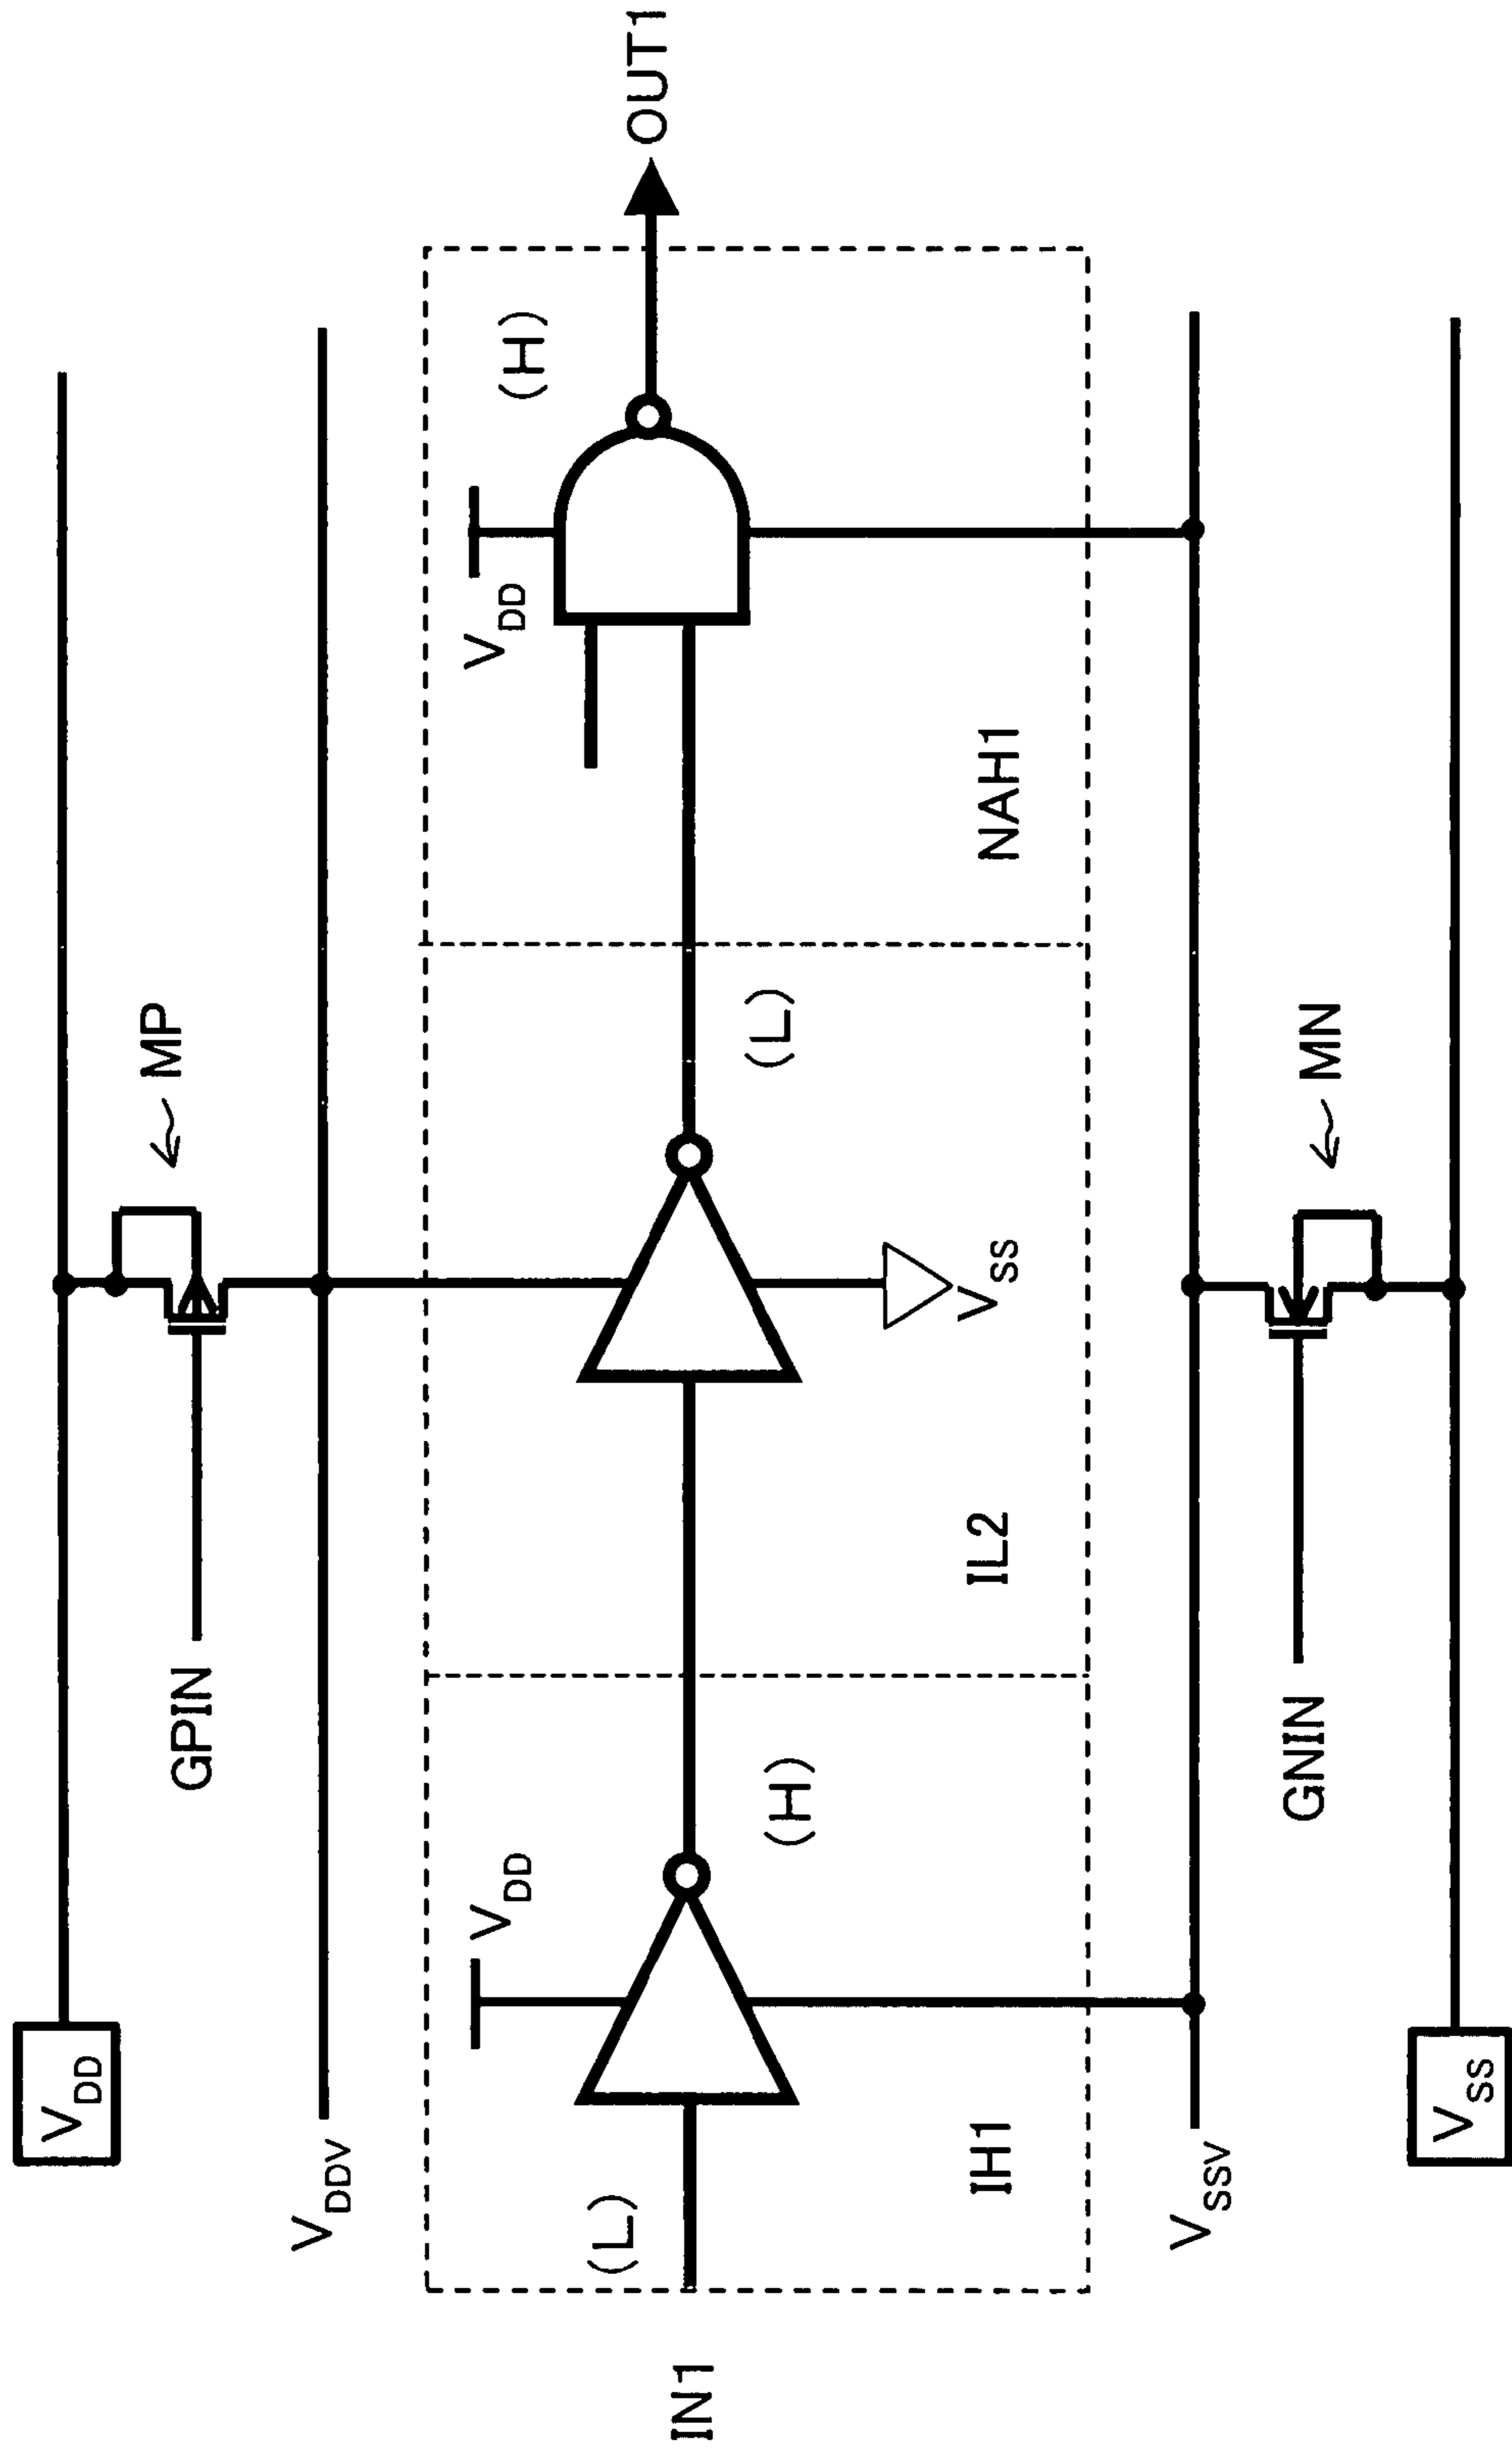 V_DD
GPIN
MP
V_DDV
V_DD
V_DD
(H)
(L)
(H)
(L)
IN1
OUT1
IH1
IL2
V_SS
NAH1
V_SSV
GNIN
MN
V_SS